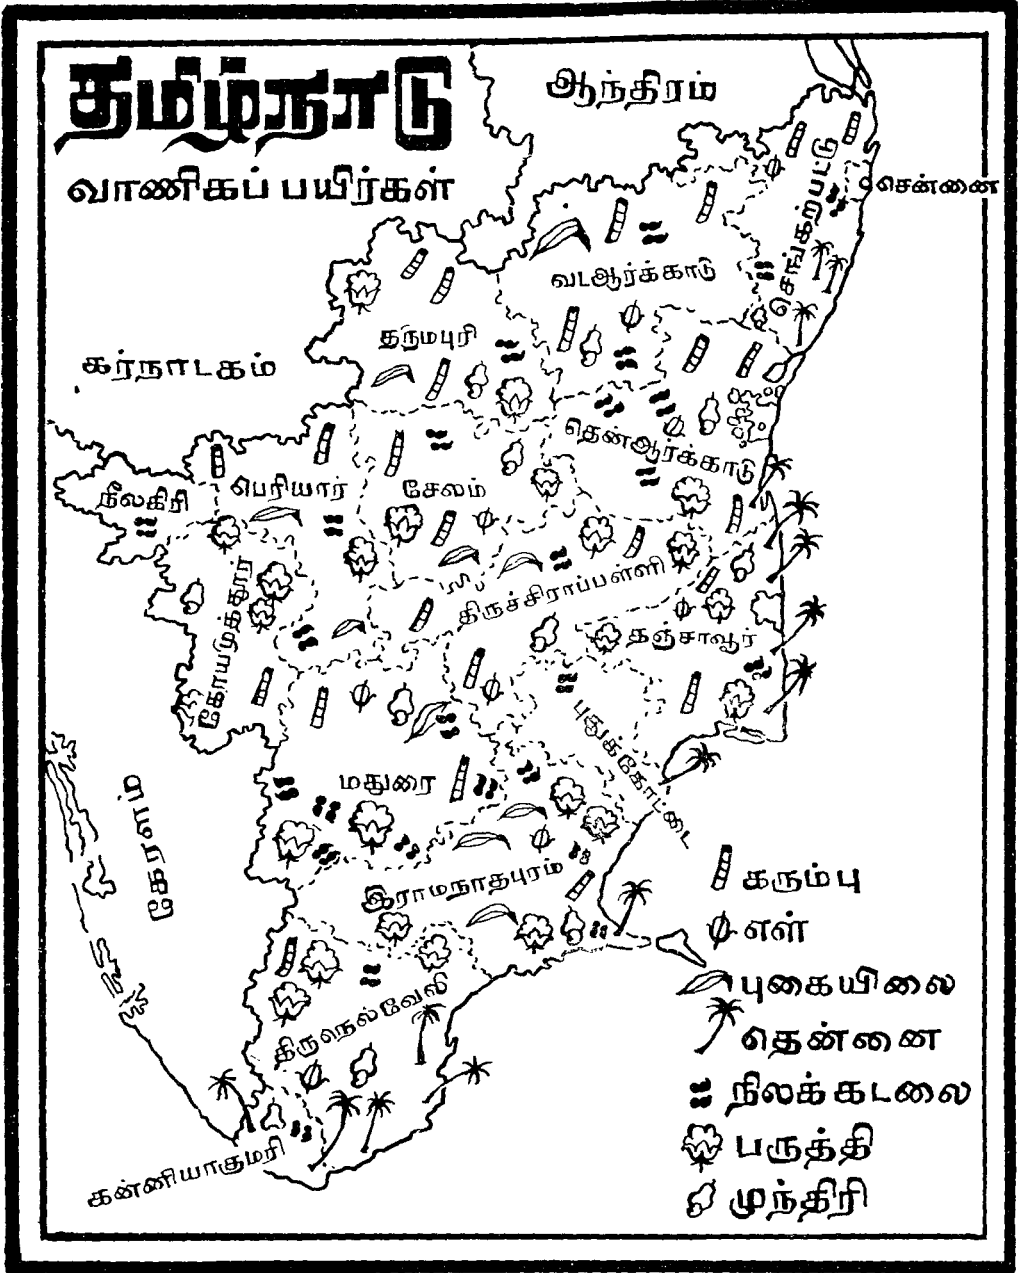 தமிழ்நாடு
வாணிகப் பயிர்கள்
ஆந்திரம்
சென்னை
செங்கற்பட்டு
வடஆர்க்காடு
தருமபுரி
கர்நாடகம்
தென்ஆர்க்காடு
நீலகிரி
பெரியார்
சேலம்
திருச்சிராப்பள்ளி
கோயமுத்தூர்
தஞ்சாவூர்
புதுக்கோட்டை
மதுரை
இராமநாதபுரம்
திருநெல்வேலி
கன்னியாகுமரி
கரும்பு
எள்
புகையிலை
தென்னை
நிலக்கடலை
பருத்தி
முந்திரி